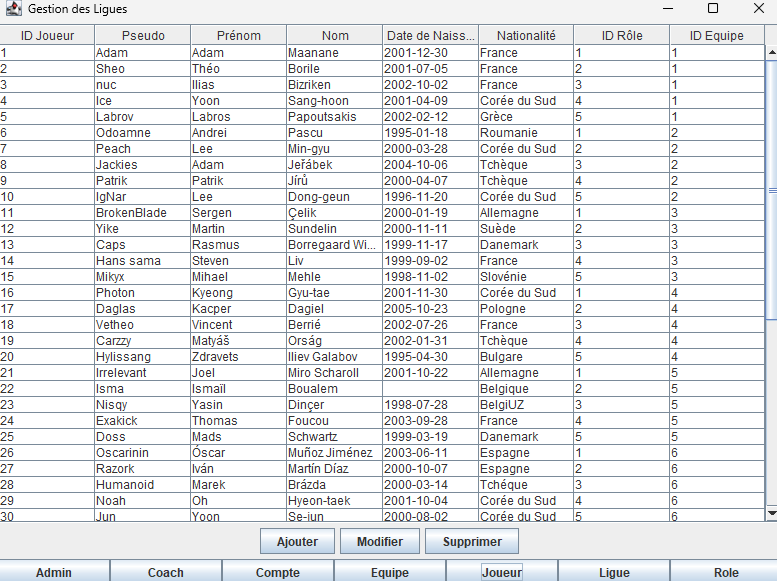 Gestion des Ligues
ID Joueur Pseudo Prénom Nom Date de Naiss... Nationalité ID Rôle ID Equipe
1 Adam Adam Maanane 2001-12-30 France 1 1
2 Sheo Théo Borile 2001-07-05 France 2 1
3 nuc Ilias Bizriken 2002-10-02 France 3 1
4 Ice Yoon Sang-hoon 2001-04-09 Corée du Sud 4 1
5 Labrov Labros Papoutsakis 2002-02-12 Grèce 5 1
6 Odoamne Andrei Pascu 1995-01-18 Roumanie 1 2
7 Peach Lee Min-gyu 2000-03-28 Corée du Sud 2 2
8 Jackies Adam Jeřábek 2004-10-06 Tchèque 3 2
9 Patrik Patrik Jírů 2000-04-07 Tchèque 4 2
10 IgNar Lee Dong-geun 1996-11-20 Corée du Sud 5 2
11 BrokenBlade Sergen Çelik 2000-01-19 Allemagne 1 3
12 Yike Martin Sundelin 2000-11-11 Suède 2 3
13 Caps Rasmus Borregaard Wi... 1999-11-17 Danemark 3 3
14 Hans sama Steven Liv 1999-09-02 France 4 3
15 Mikyx Mihael Mehle 1998-11-02 Slovénie 5 3
16 Photon Kyeong Gyu-tae 2001-11-30 Corée du Sud 1 4
17 Daglas Kacper Dagiel 2005-10-23 Pologne 2 4
18 Vetheo Vincent Berrié 2002-07-26 France 3 4
19 Carzzy Matyáš Orság 2002-01-31 Tchèque 4 4
20 Hylissang Zdravets Iliev Galabov 1995-04-30 Bulgare 5 4
21 Irrelevant Joel Miro Scharoll 2001-10-22 Allemagne 1 5
22 Isma Ismaïl Boualem Belgique 2 5
23 Nisqy Yasin Dinçer 1998-07-28 BelgiUZ 3 5
24 Exakick Thomas Foucou 2003-09-28 France 4 5
25 Doss Mads Schwartz 1999-03-19 Danemark 5 5
26 Oscarinin Óscar Muñoz Jiménez 2003-06-11 Espagne 1 6
27 Razork Iván Martín Díaz 2000-10-07 Espagne 2 6
28 Humanoid Marek Brázda 2000-03-14 Tchéque 3 6
29 Noah Oh Hyeon-taek 2001-10-04 Corée du Sud 4 6
30 Jun Yoon Se-jun 2000-08-02 Corée du Sud 5 6
Ajouter Modifier Supprimer
Admin Coach Compte Equipe Joueur Ligue Role